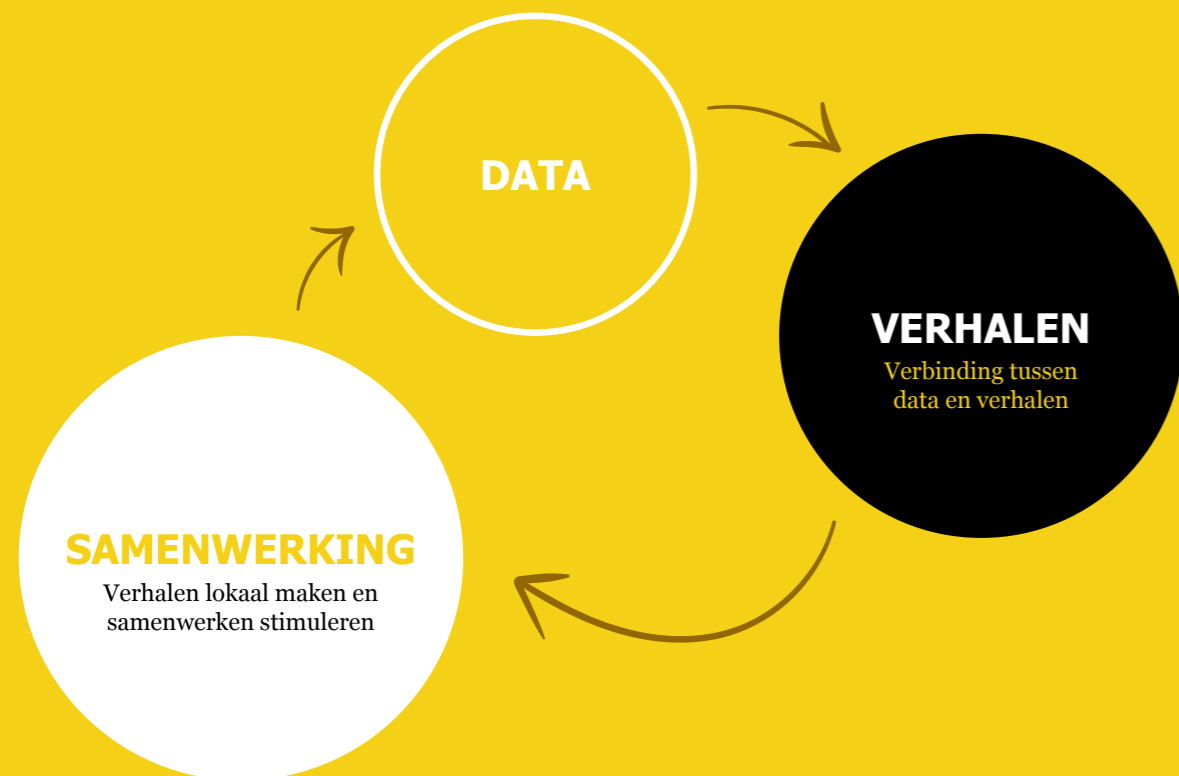 DATA
VERHALEN
Verbinding tussen
data en verhalen
SAMENWERKING
Verhalen lokaal maken en
samenwerken stimuleren